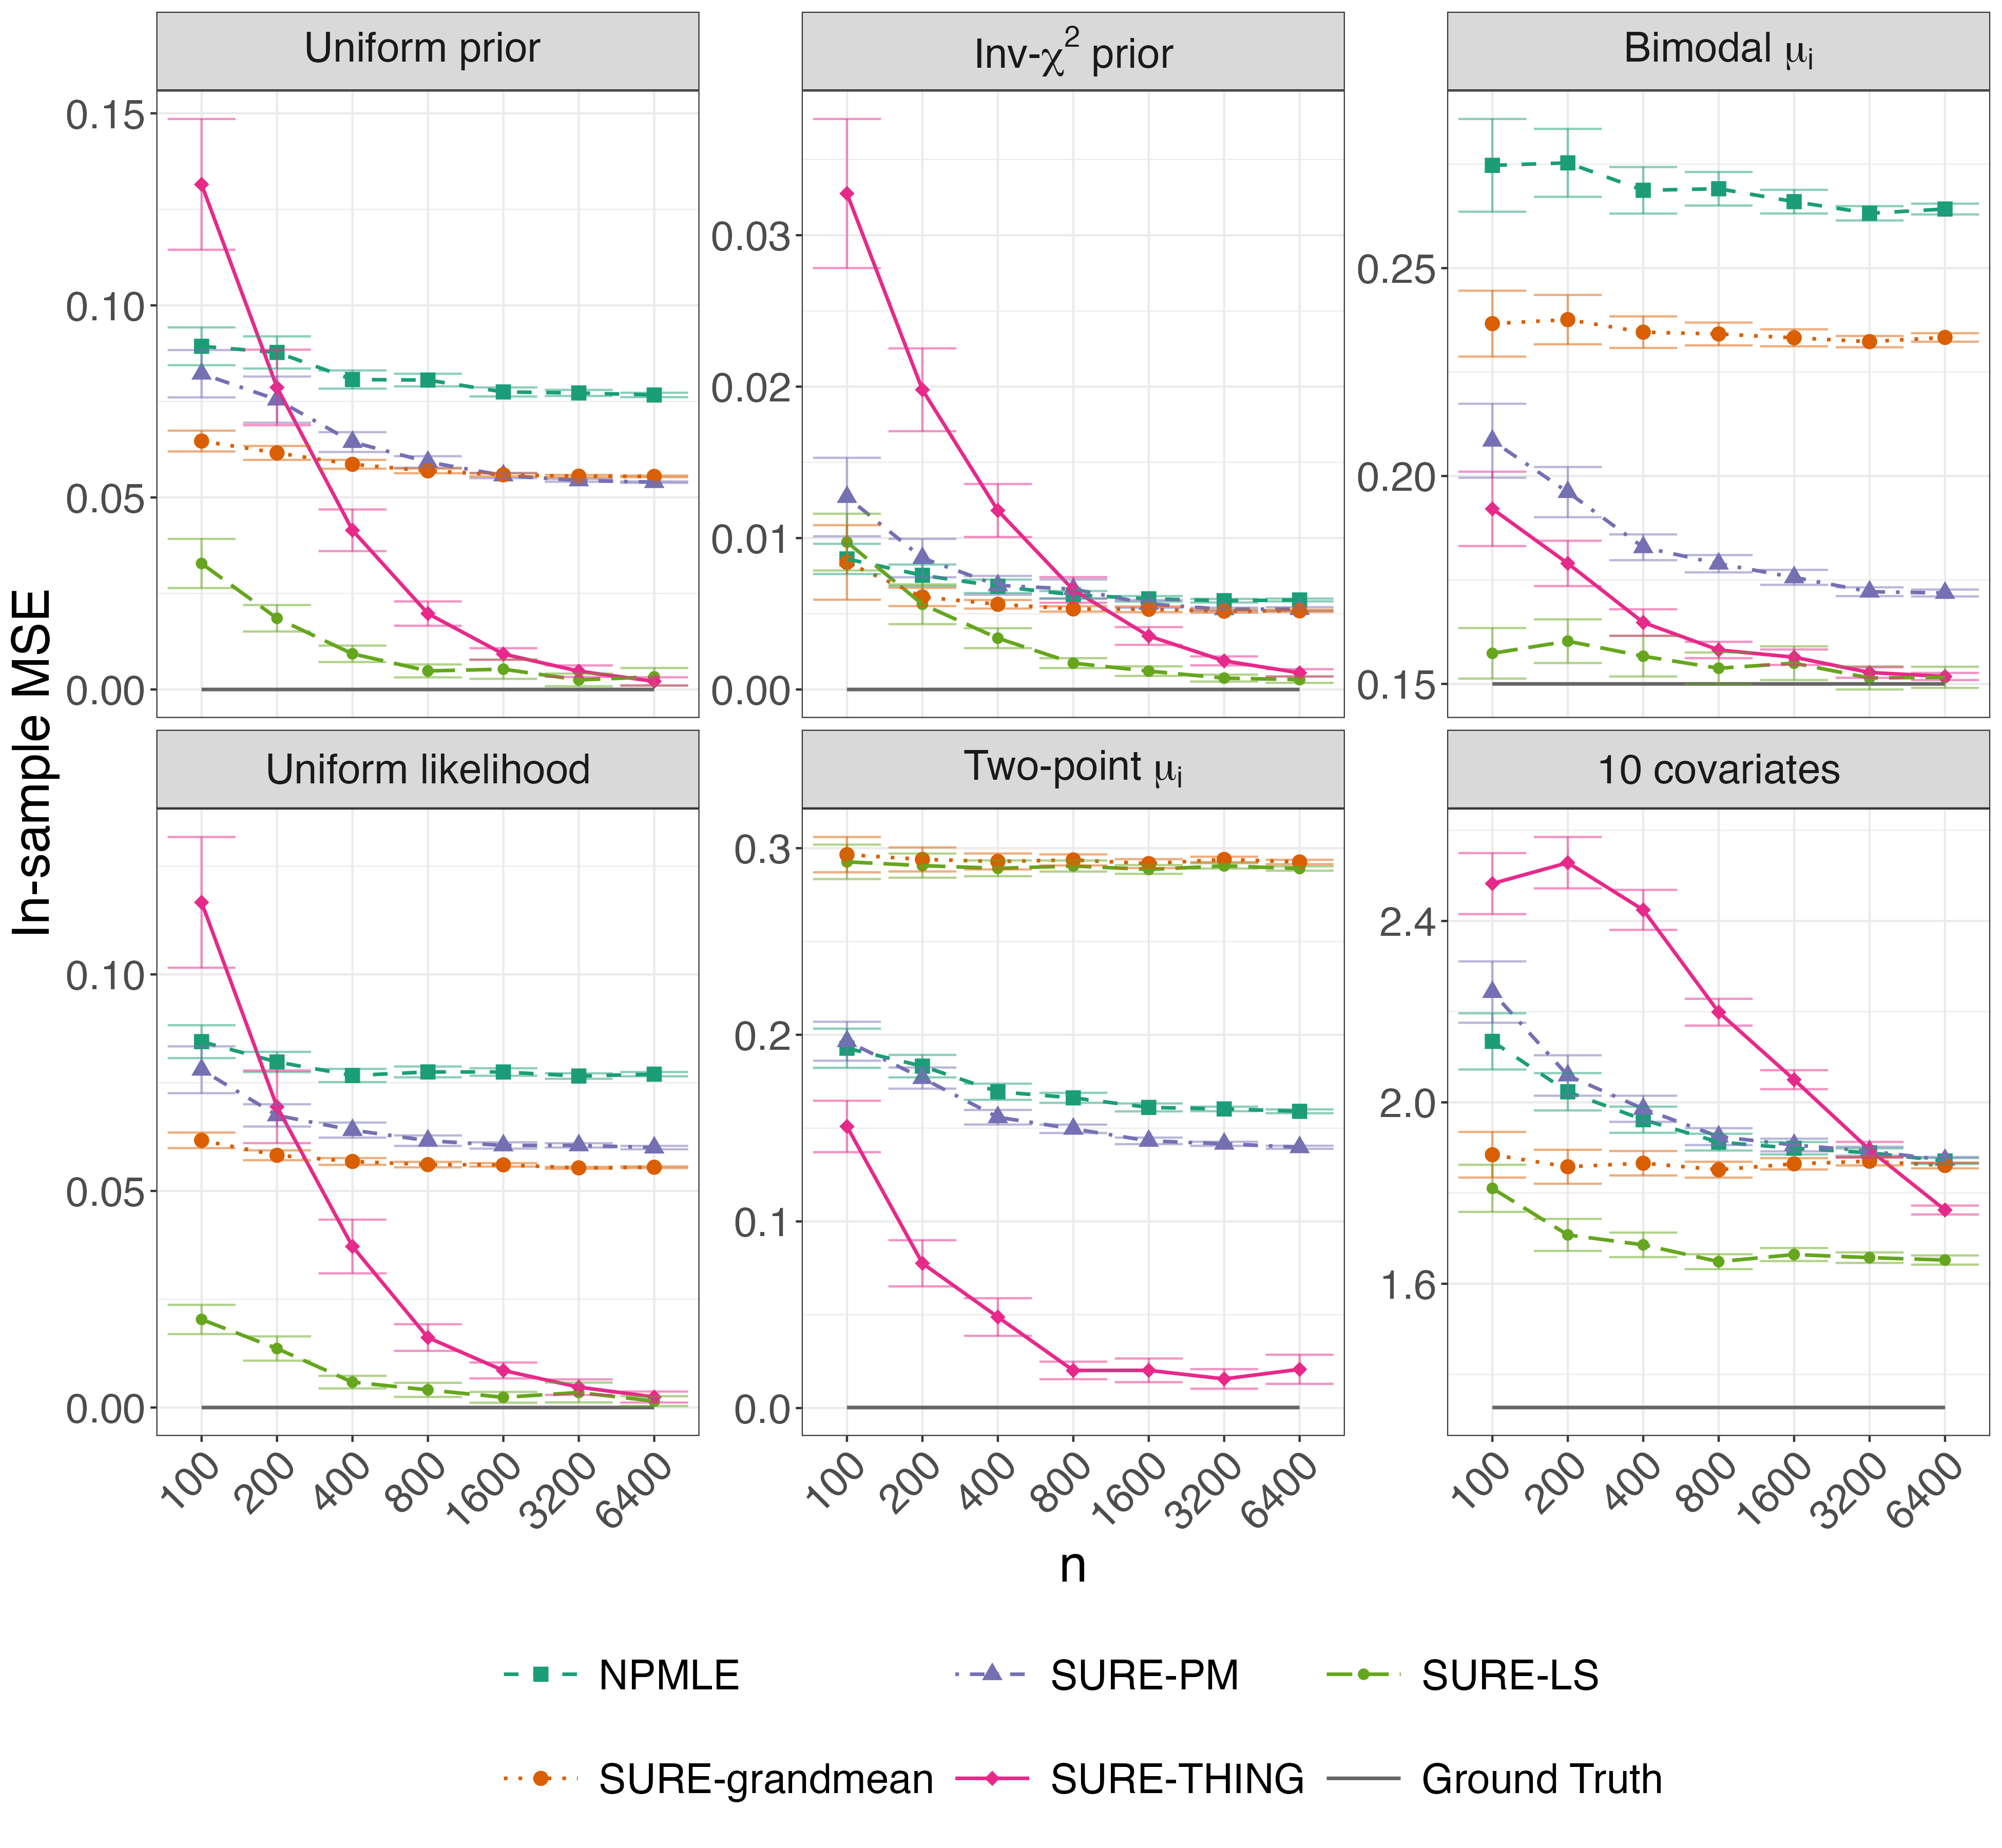 Uniform prior
Inv-χ² prior
Bimodal μᵢ
0.15
0.10
0.05
0.00
0.03
0.02
0.01
0.00
0.25
0.20
0.15
In-sample MSE
Uniform likelihood
Two-point μᵢ
10 covariates
0.10
0.05
0.00
0.3
0.2
0.1
0.0
2.4
2.0
1.6
100 200 400 800 1600 3200 6400
100 200 400 800 1600 3200 6400
100 200 400 800 1600 3200 6400
n
NPMLE
SURE-PM
SURE-LS
SURE-grandmean
SURE-THING
Ground Truth